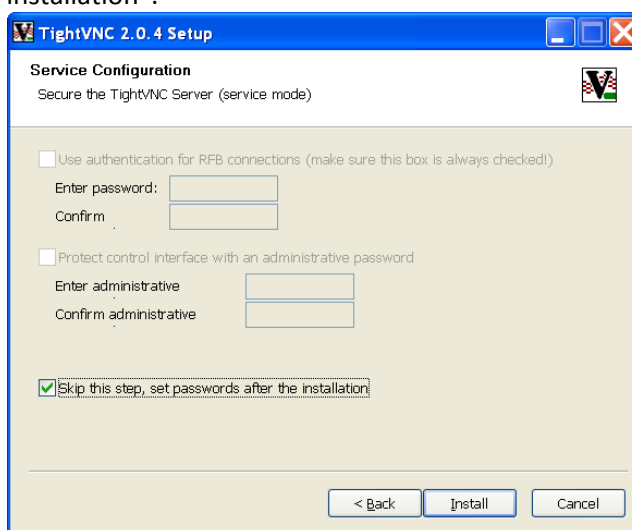 installation".
TightVNC 2.0.4 Setup
Service Configuration
Secure the TightVNC Server (service mode)
Use authentication for RFB connections (make sure this box is always checked!)
Enter password:
Confirm
Protect control interface with an administrative password
Enter administrative
Confirm administrative
Skip this step, set passwords after the installation
< Back Install Cancel